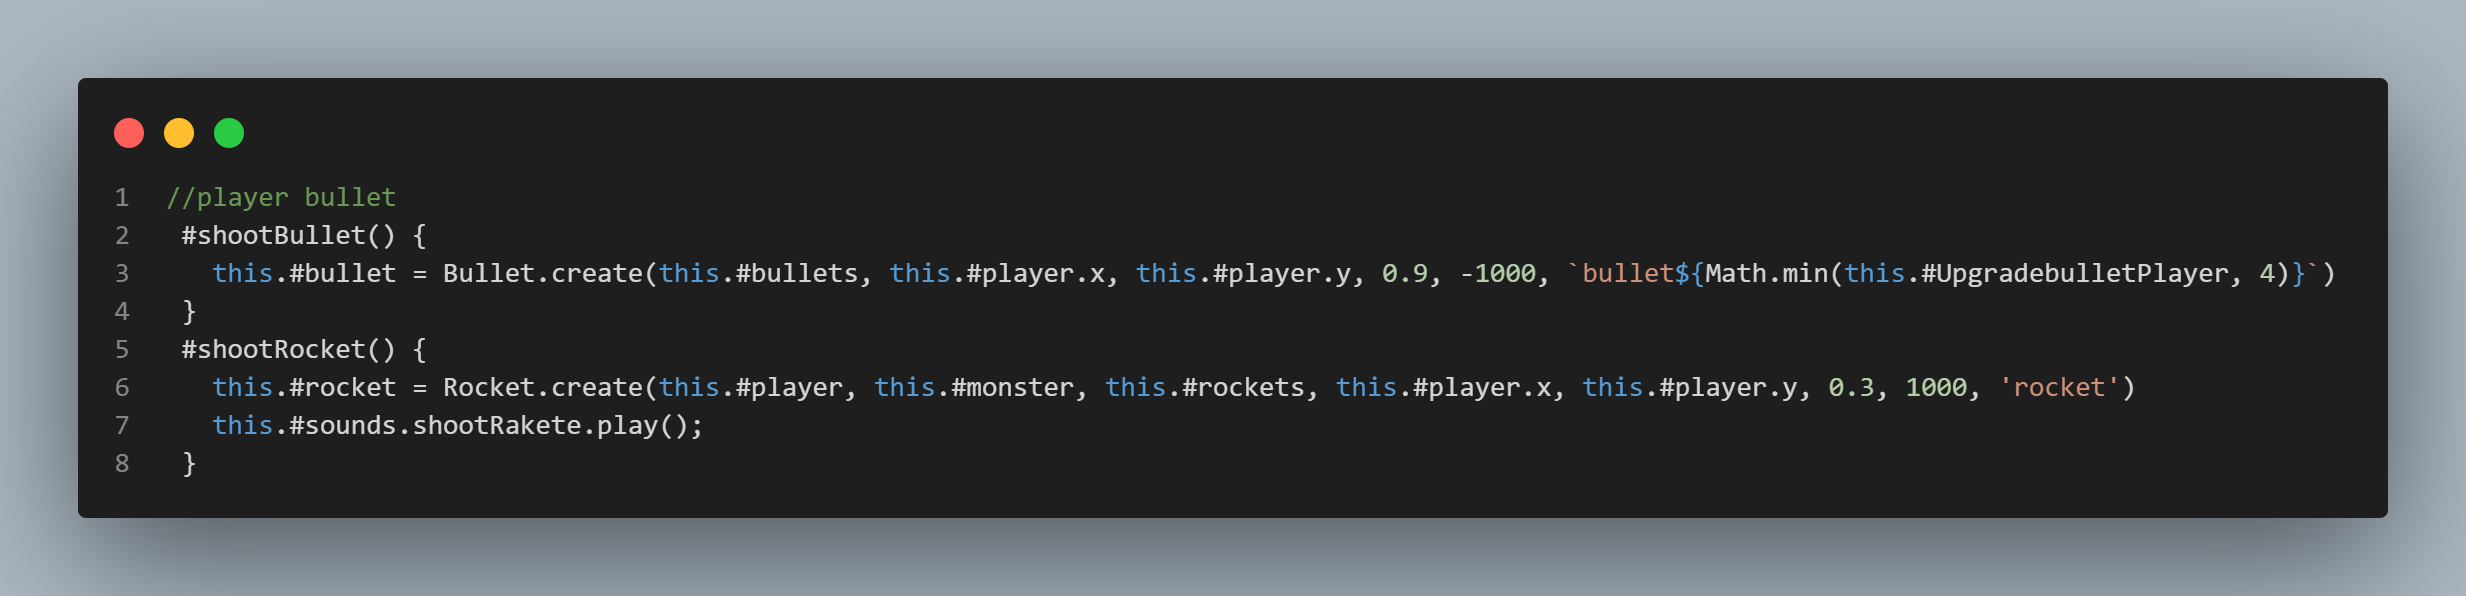 1 //player bullet
2 #shootBullet() {
3 this.#bullet = Bullet.create(this.#bullets, this.#player.x, this.#player.y, 0.9, -1000, `bullet${Math.min(this.#UpgradebulletPlayer, 4)}`)
4 }
5 #shootRocket() {
6 this.#rocket = Rocket.create(this.#player, this.#monster, this.#rockets, this.#player.x, this.#player.y, 0.3, 1000, 'rocket')
7 this.#sounds.shootRakete.play();
8 }